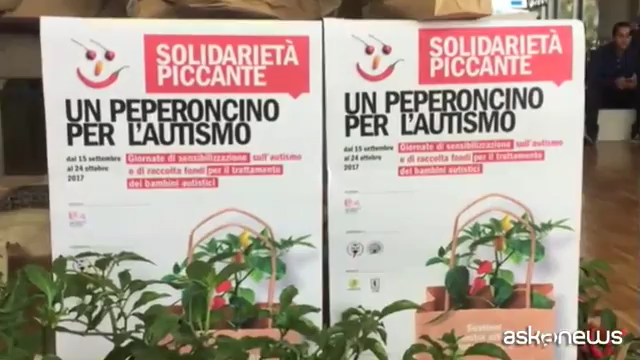 SOLIDARIETÀ
PICCANTE
UN PEPERONCINO
PER L'AUTISMO
dal 15 settembre
al 24 ottobre
2017
Giornate di sensibilizzazione sull'autismo
e di raccolta fondi per il trattamento
dei bambini autistici
SOLIDARIETÀ
PICCANTE
UN PEPERONCINO
PER L'AUTISMO
dal 15 settembre
al 24 ottobre
2017
Giornate di sensibilizzazione sull'autismo
e di raccolta fondi per il trattamento
dei bambini autistici
askanews